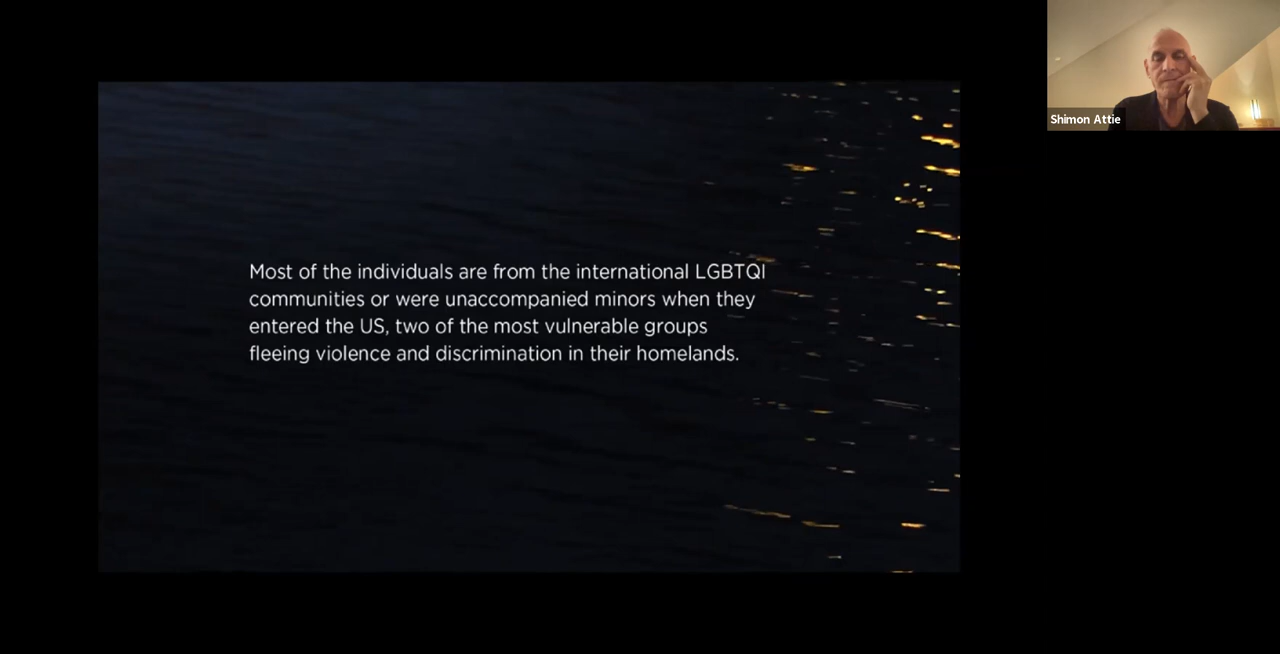 Most of the individuals are from the international LGBTQI
communities or were unaccompanied minors when they
entered the US, two of the most vulnerable groups
fleeing violence and discrimination in their homelands.
Shimon Attie